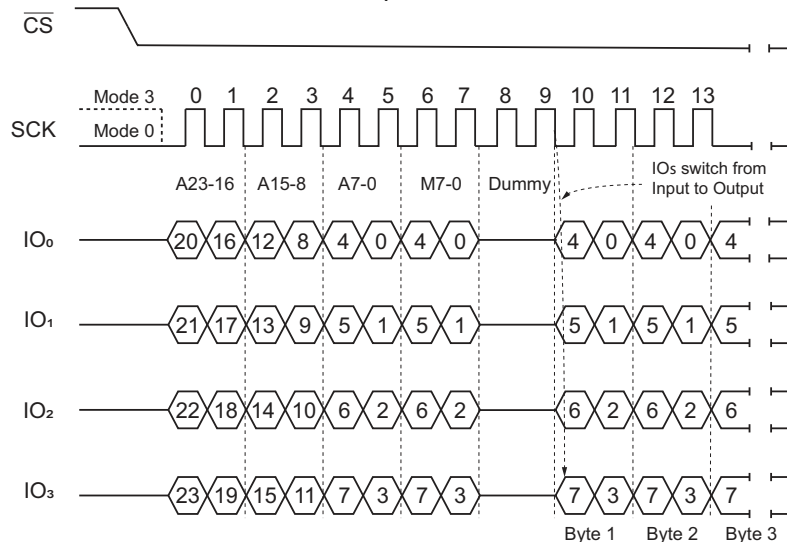 CS
Mode 3
0 1 2 3 4 5 6 7 8 9 10 11 12 13
SCK
Mode 0
A23-16 A15-8 A7-0 M7-0 Dummy
IOs switch from
Input to Output
IO₀ 20 16 12 8 4 0 4 0 4 0 4 0 4
IO₁ 21 17 13 9 5 1 5 1 5 1 5 1 5
IO₂ 22 18 14 10 6 2 6 2 6 2 6 2 6
IO₃ 23 19 15 11 7 3 7 3 7 3 7 3 7
Byte 1 Byte 2 Byte 3